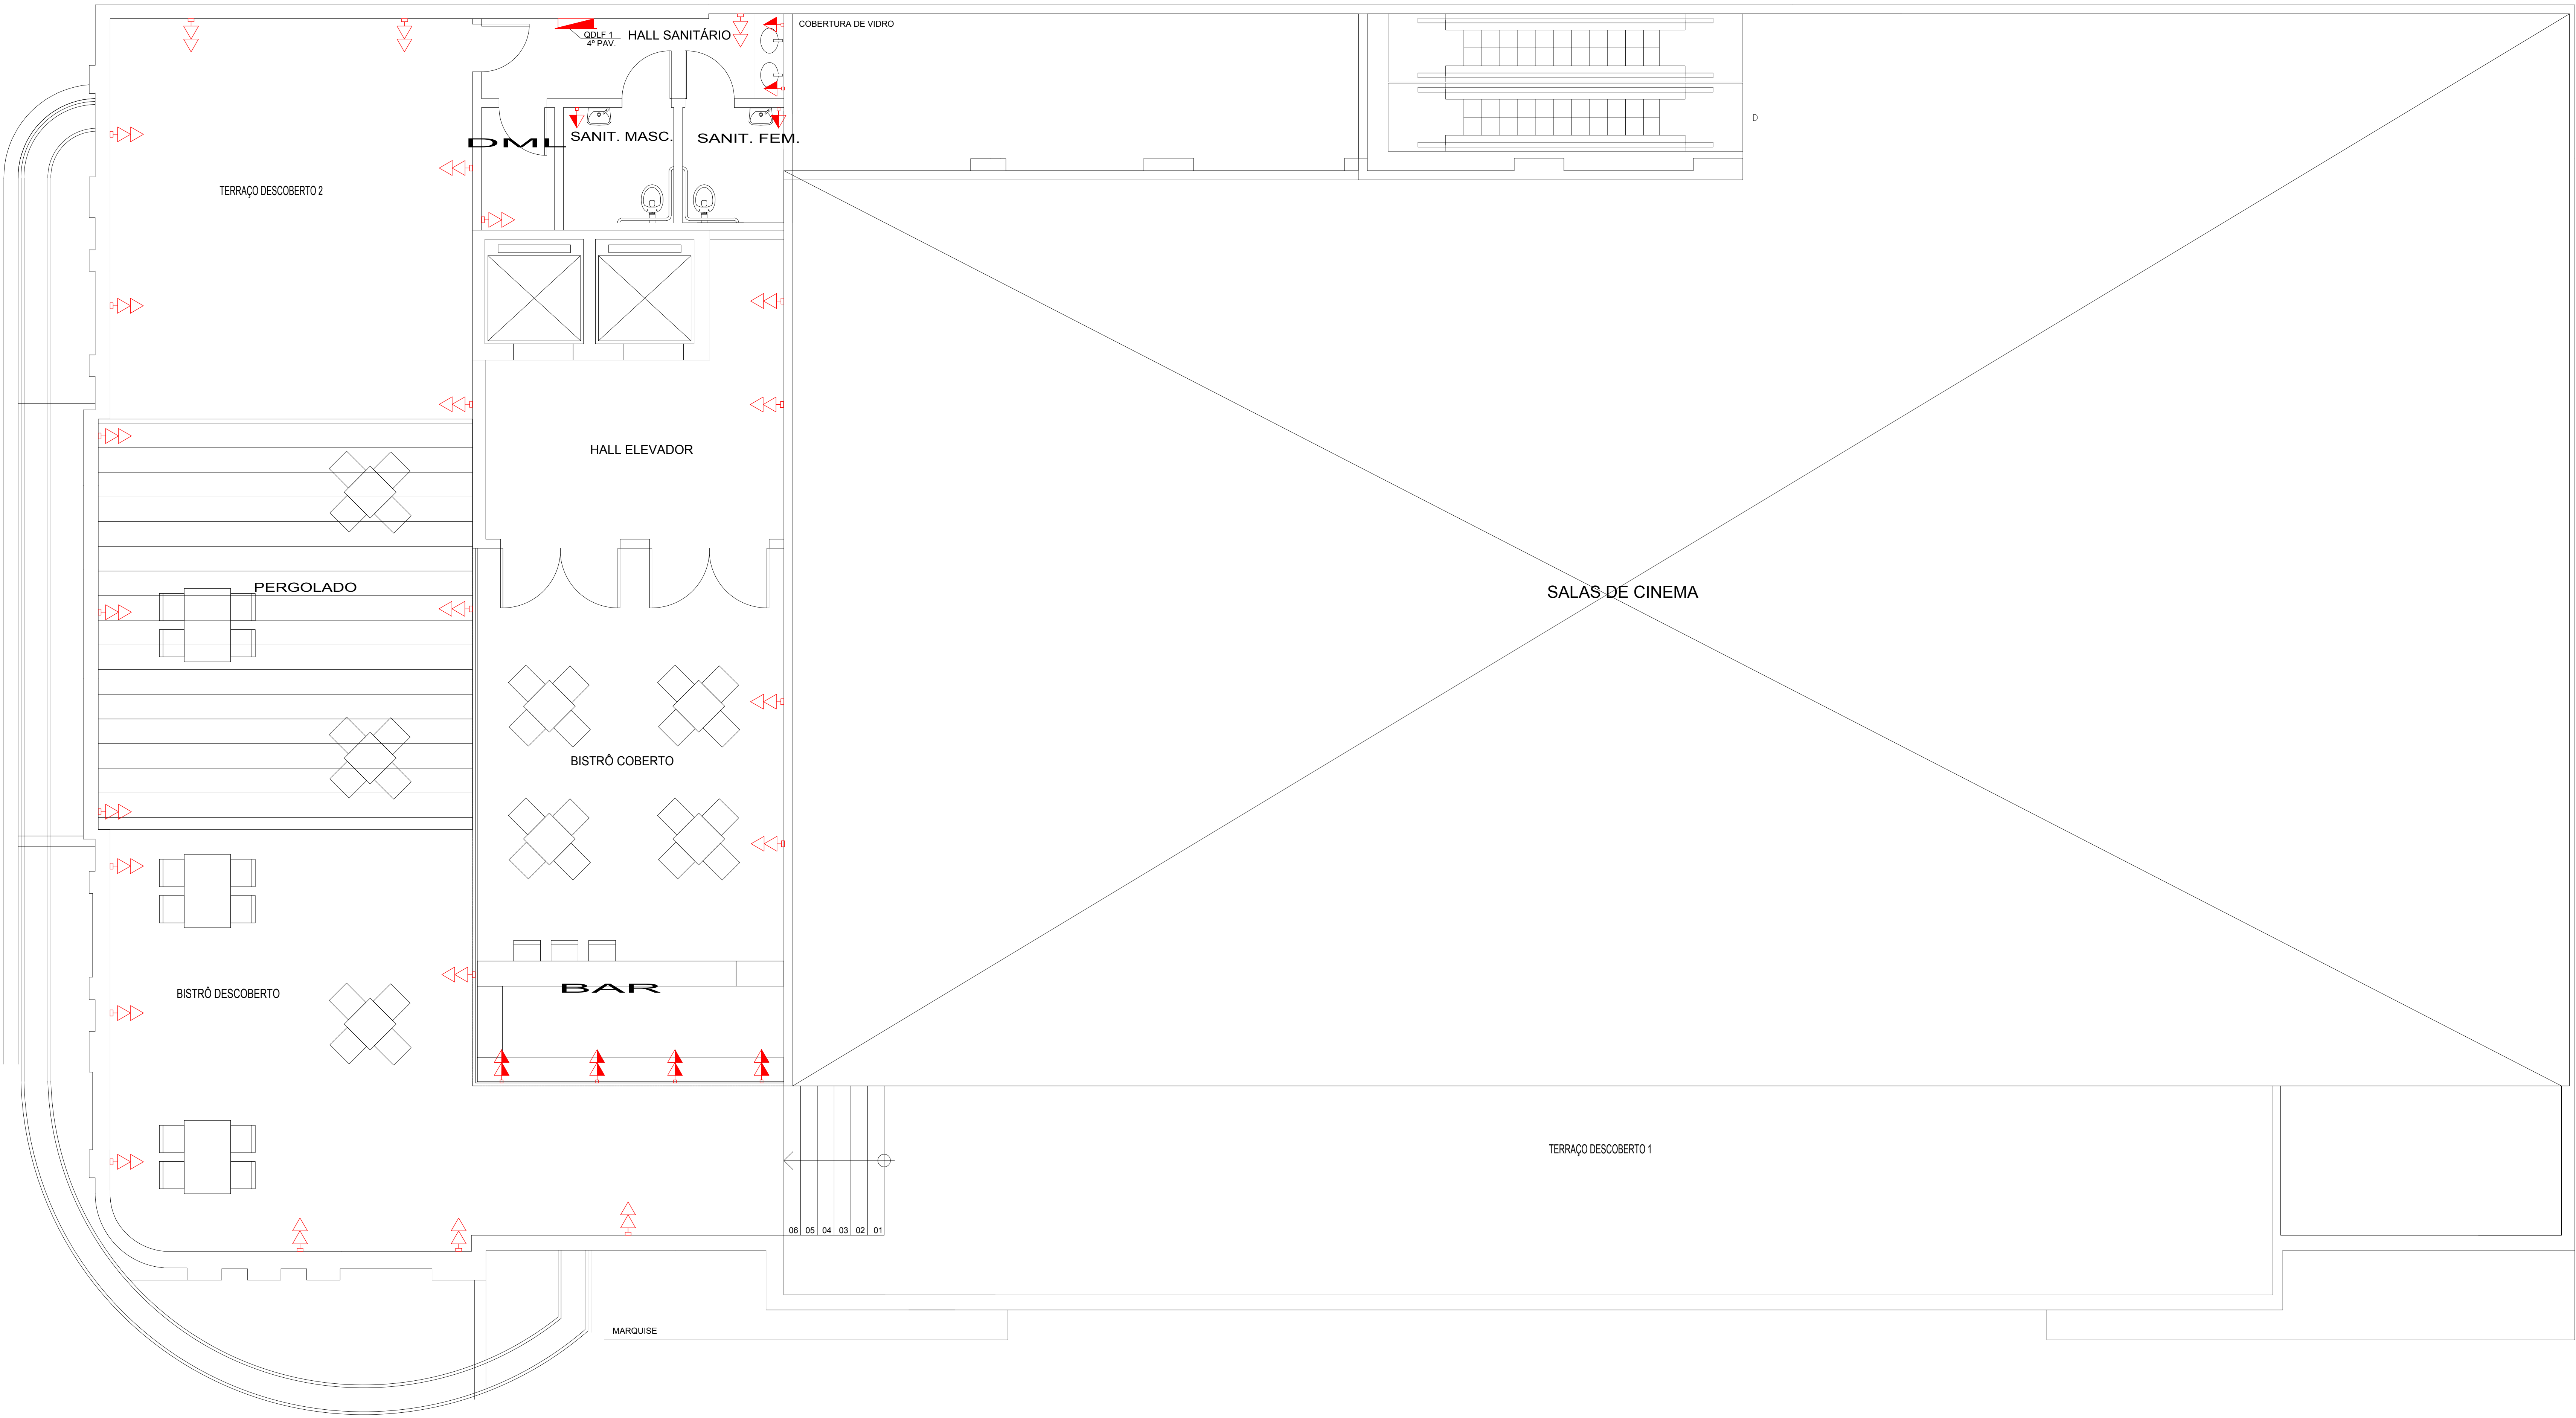 COBERTURA DE VIDRO
QDLF 1
4º PAV.
HALL SANITÁRIO
D
DML
SANIT. MASC.
SANIT. FEM.
TERRAÇO DESCOBERTO 2
HALL ELEVADOR
PERGOLADO
SALAS DE CINEMA
BISTRÔ COBERTO
BAR
BISTRÔ DESCOBERTO
TERRAÇO DESCOBERTO 1
06 05 04 03 02 01
MARQUISE